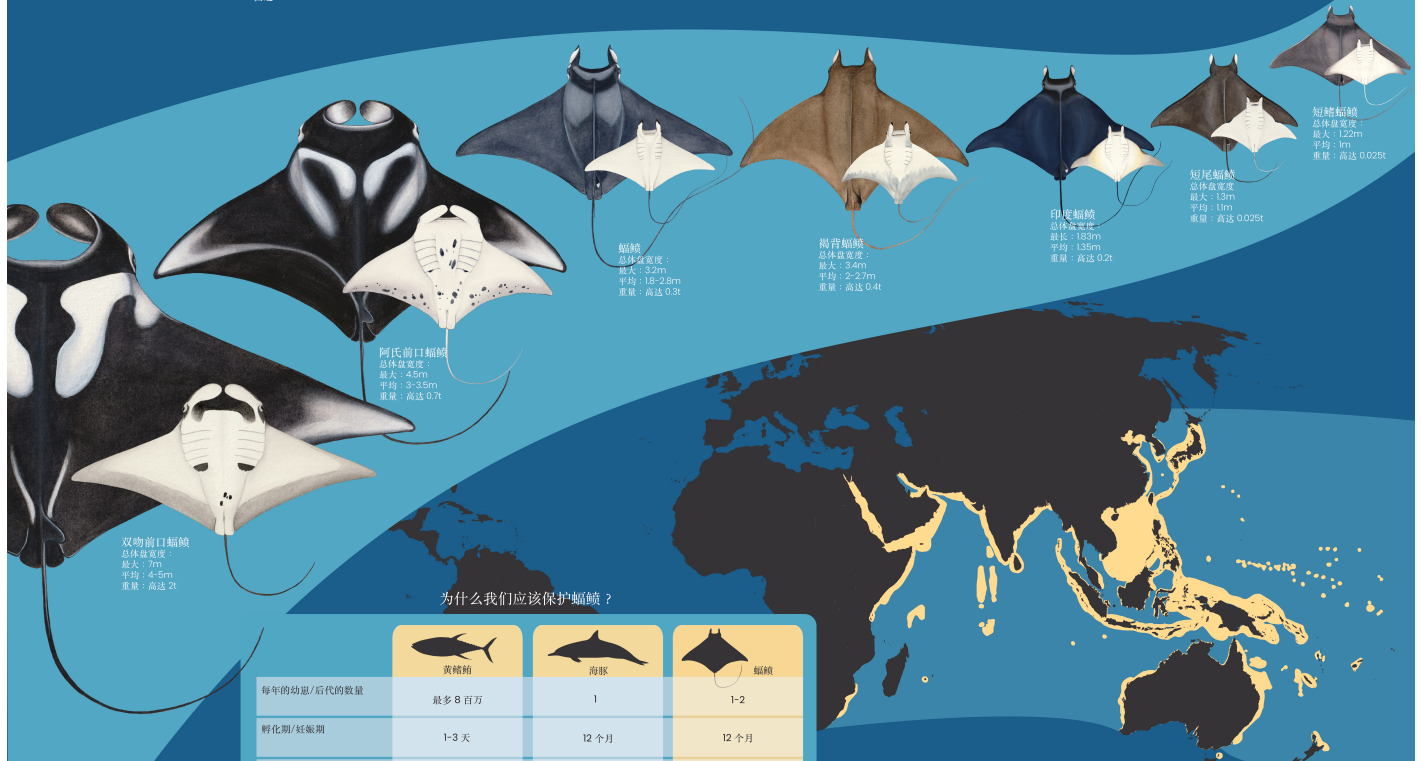 短鳍蝠鲼
总体盘宽度：
最大：1.22m
平均：1m
重量：高达 0.025t
短尾蝠鲼
总体盘宽度
最大：1.3m
平均：1.1m
重量：高达 0.025t
印度蝠鲼
总体盘宽度
最长：1.83m
平均：1.35m
重量：高达 0.2t
褐背蝠鲼
总体盘宽度：
最大：3.4m
平均：2-2.7m
重量：高达 0.4t
蝠鲼
总体盘宽度：
最大：3.2m
平均：1.8-2.8m
重量：高达 0.3t
阿氏前口蝠鲼
总体盘宽度：
最大：4.5m
平均：3-3.5m
重量：高达 0.7t
双吻前口蝠鲼
总体盘宽度：
最大：7m
平均：4-5m
重量：高达 2t
为什么我们应该保护蝠鲼？
黄鳍鲔 海豚 蝠鲼
每年的幼崽/后代的数量 最多 8 百万 1 1-2
孵化期/妊娠期 1-3 天 12 个月 12 个月